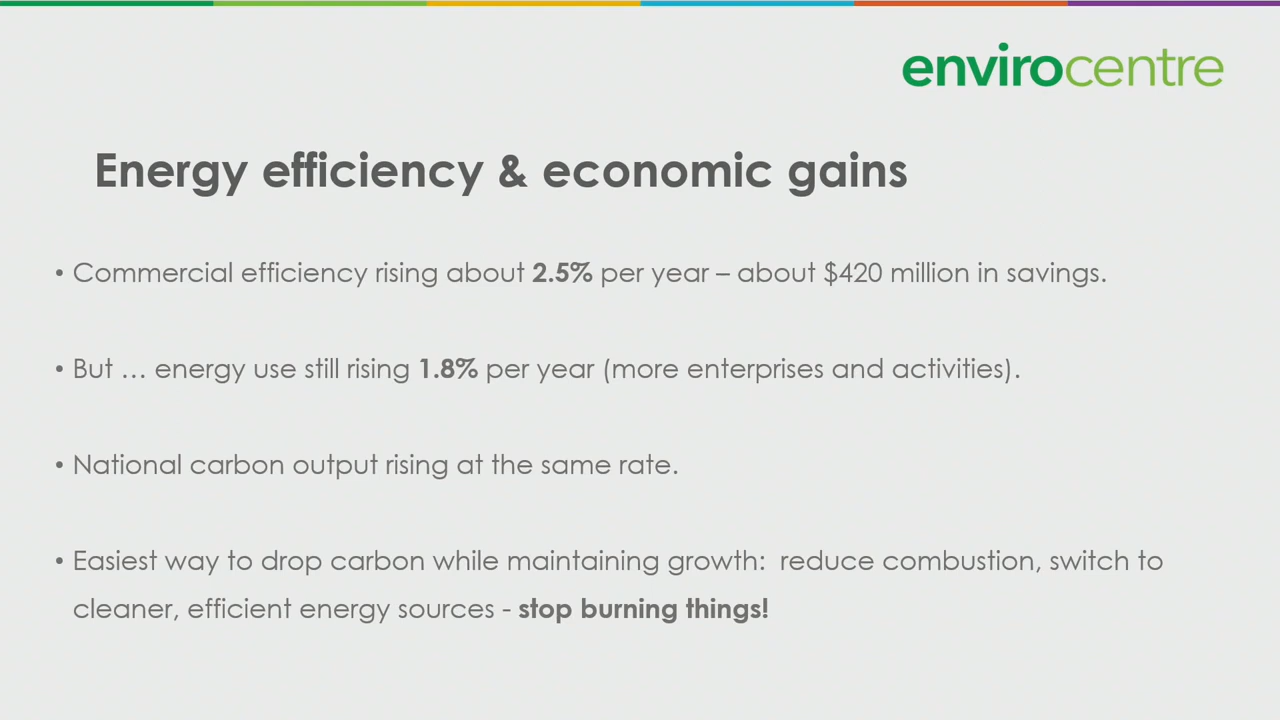 envirocentre
Energy efficiency & economic gains
• Commercial efficiency rising about 2.5% per year – about $420 million in savings.
• But … energy use still rising 1.8% per year (more enterprises and activities).
• National carbon output rising at the same rate.
• Easiest way to drop carbon while maintaining growth:  reduce combustion, switch to
cleaner, efficient energy sources - stop burning things!